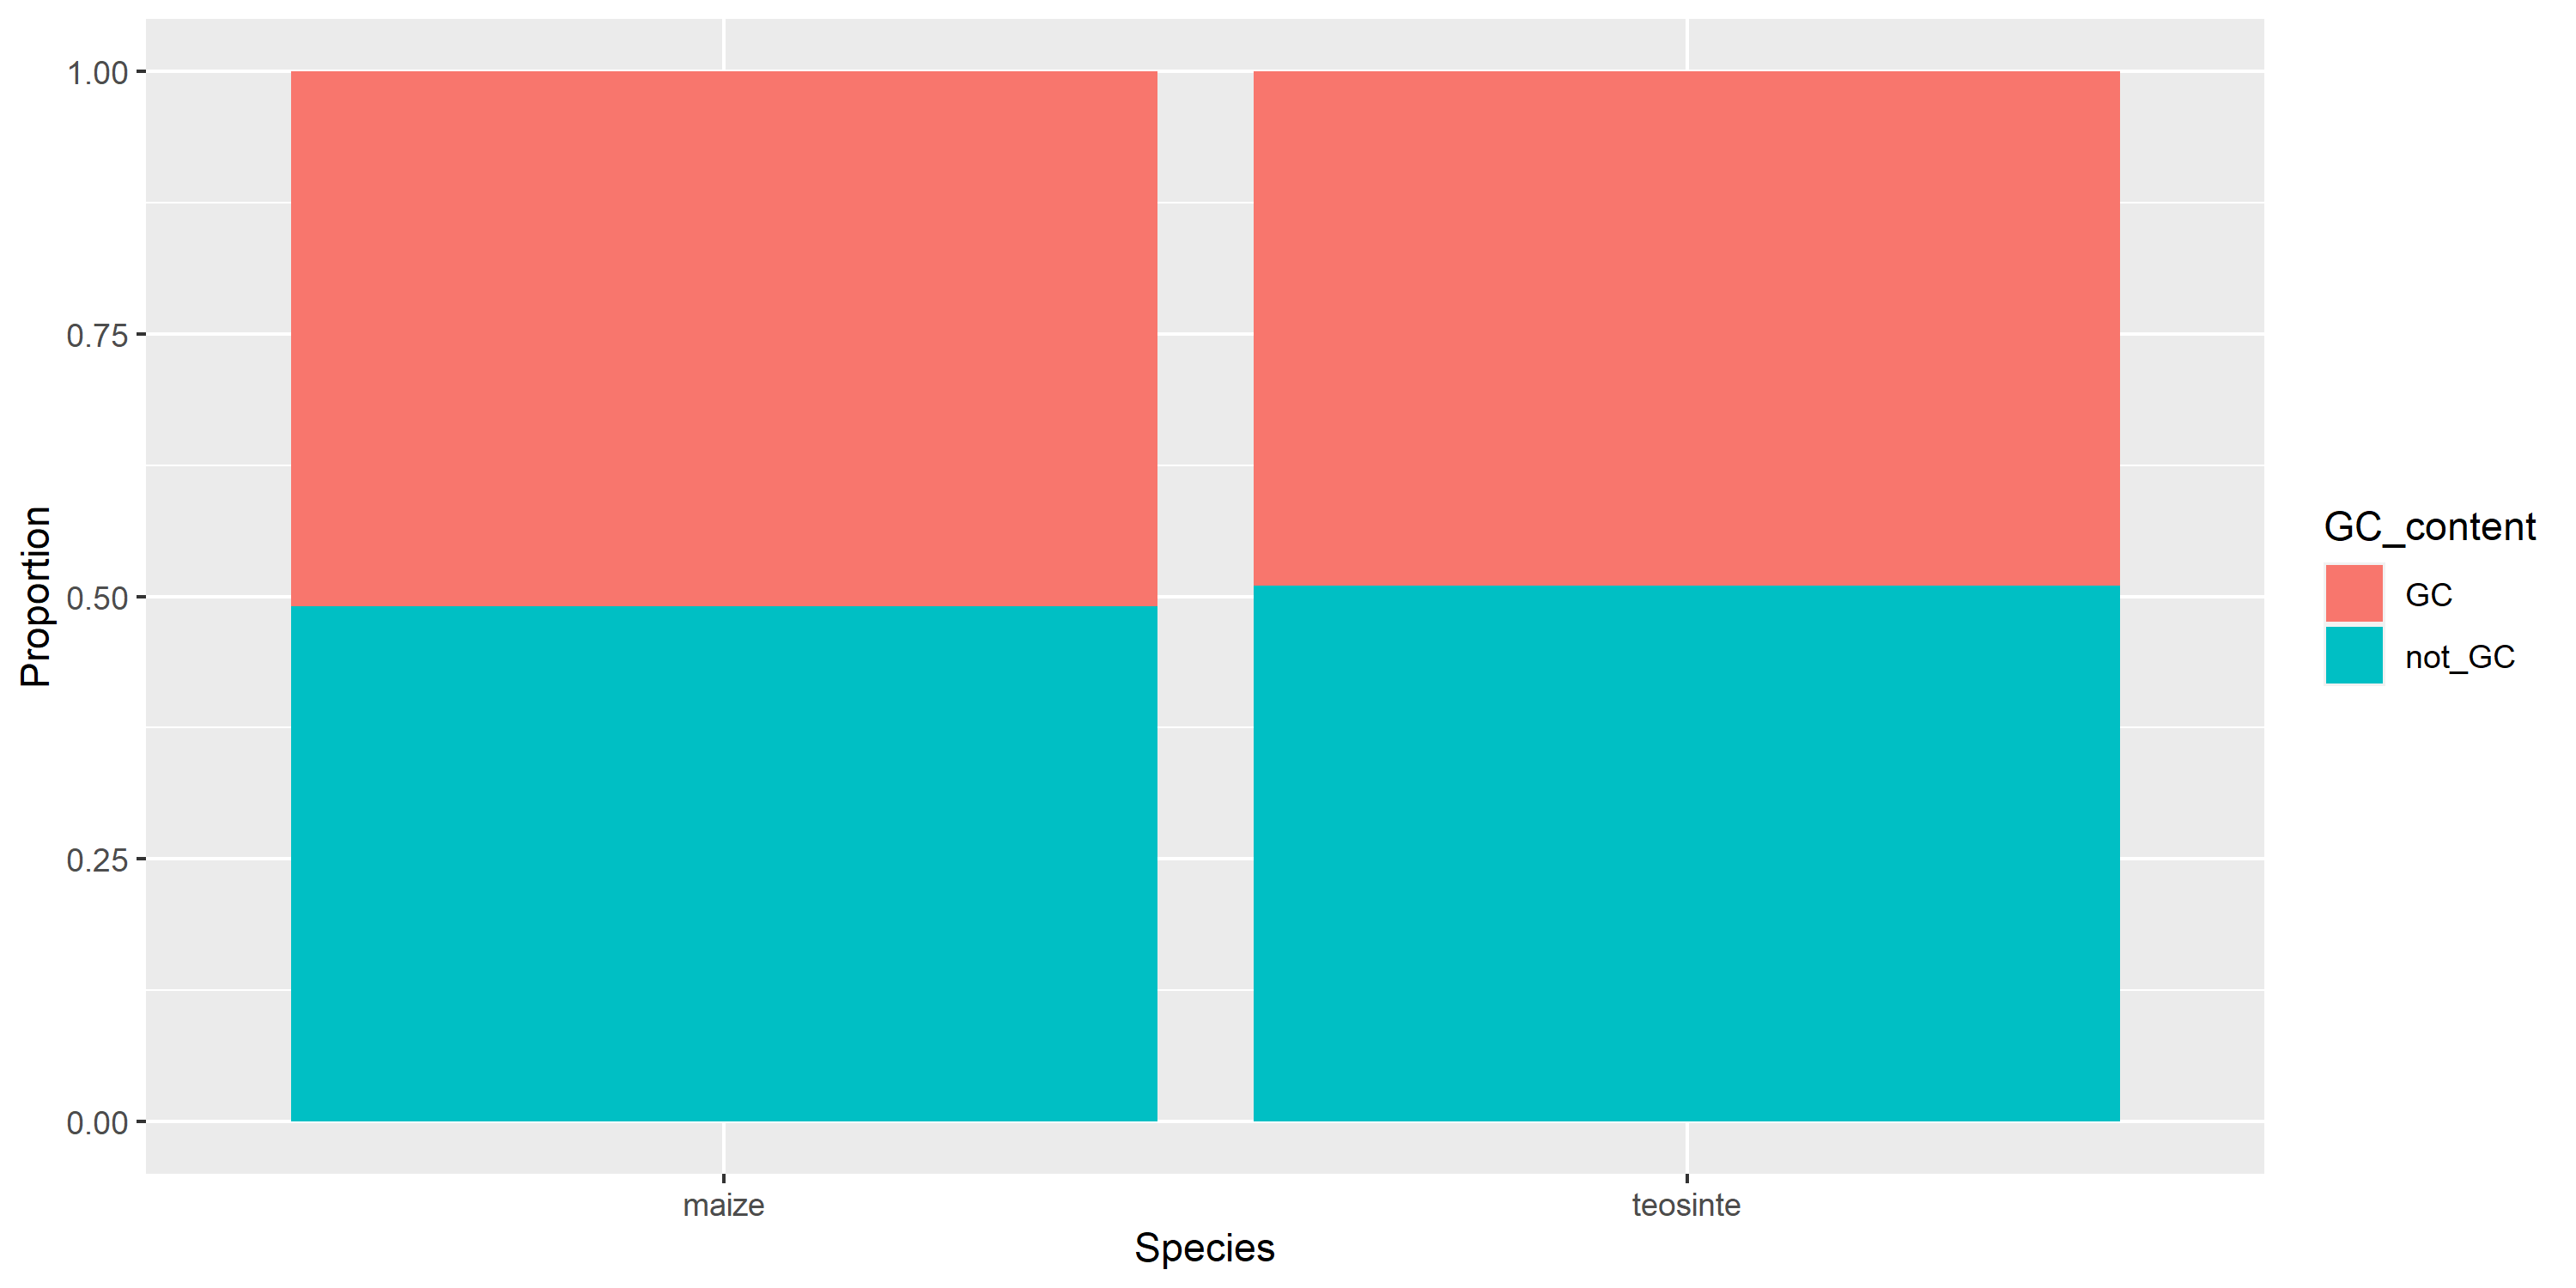 Proportion
1.00
0.75
0.50
0.25
0.00
maize
teosinte
Species
GC_content
GC
not_GC